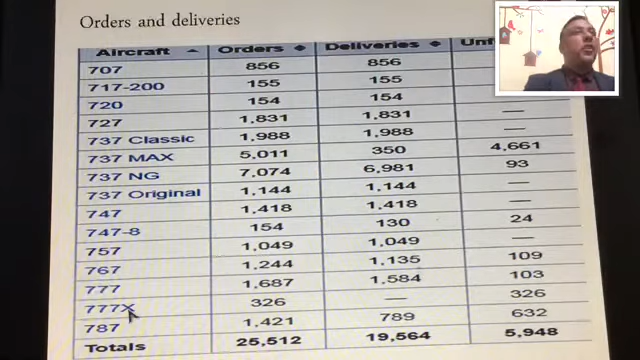 Orders and deliveries
Aircraft Orders Deliveries
707 856 856
717-200 155 155
720 154 154
727 1,831 1,831 —
737 Classic 1,988 1,988 —
737 MAX 5,011 350 4,661
737 NG 7,074 6,981 93
737 Original 1,144 1,144 —
747 1,418 1,418 —
747-8 154 130 24
757 1,049 1,049 —
767 1,244 1,135 109
777 1,687 1,584 103
777X 326 — 326
787 1,421 789 632
Totals 25,512 19,564 5,948